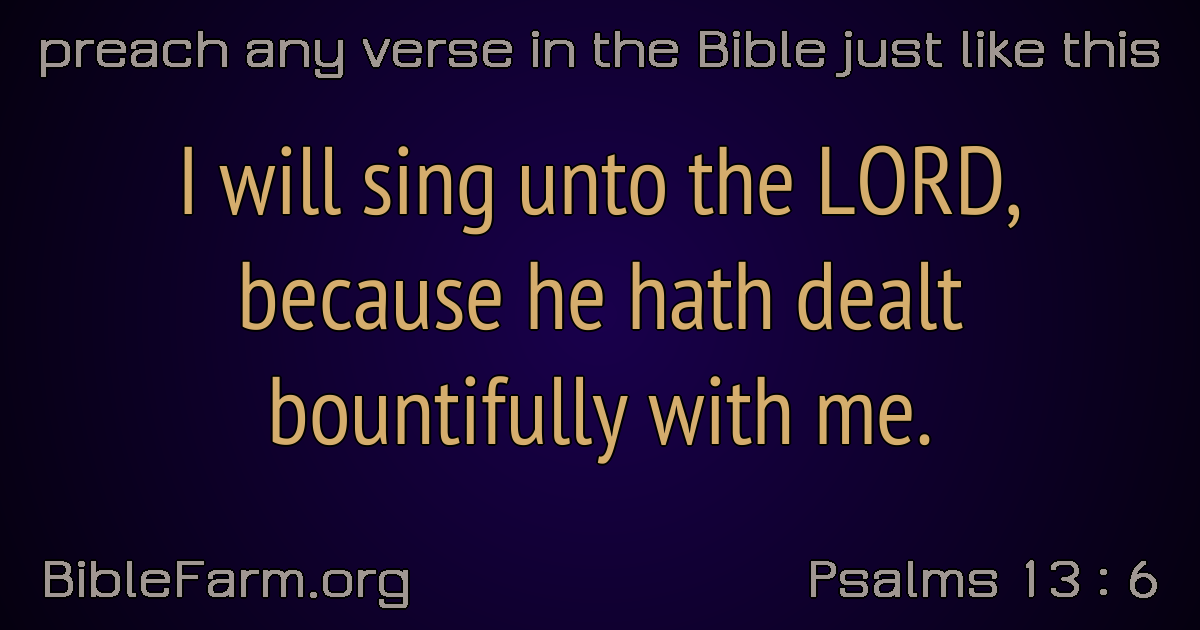 preach any verse in the Bible just like this
I will sing unto the LORD,
because he hath dealt
bountifully with me.
BibleFarm.org
Psalms 13 : 6